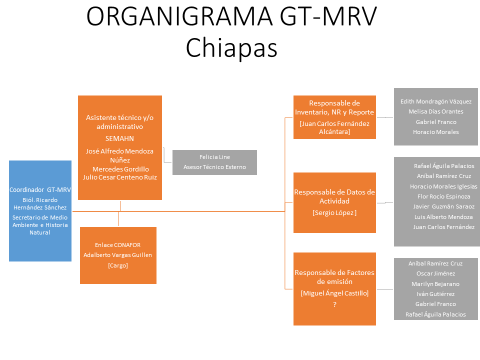 ORGANIGRAMA GT-MRV
Chiapas
Asistente técnico y/o
administrativo
SEMAHN
José Alfredo Mendoza
Núñez
Mercedes Gordillo
Julio Cesar Centeno Ruiz
Felicia Line
Asesor Técnico Externo
Coordinador GT-MRV
Biól. Ricardo
Hernández Sánchez
Secretario de Medio
Ambiente e Historia
Natural
Enlace CONAFOR
Adalberto Vargas Guillen
[Cargo]
Responsable de
Inventario, NR y Reporte
[Juan Carlos Fernández
Alcántara]
Edith Mondragón Vázquez
Melisa Días Orantes
Gabriel Franco
Horacio Morales
Responsable de Datos de
Actividad
[Sergio López]
Rafael Águila Palacios
Aníbal Ramírez Cruz
Horacio Morales Iglesias
Flor Rocío Espinoza
Javier Guzmán Saraoz
Luis Alberto Mendoza
Juan Carlos Fernández
Responsable de Factores
de emisión
[Miguel Ángel Castillo]
?
Aníbal Ramírez Cruz
Oscar Jiménez
Marilyn Bejarano
Iván Gutiérrez
Gabriel Franco
Rafael Águila Palacios